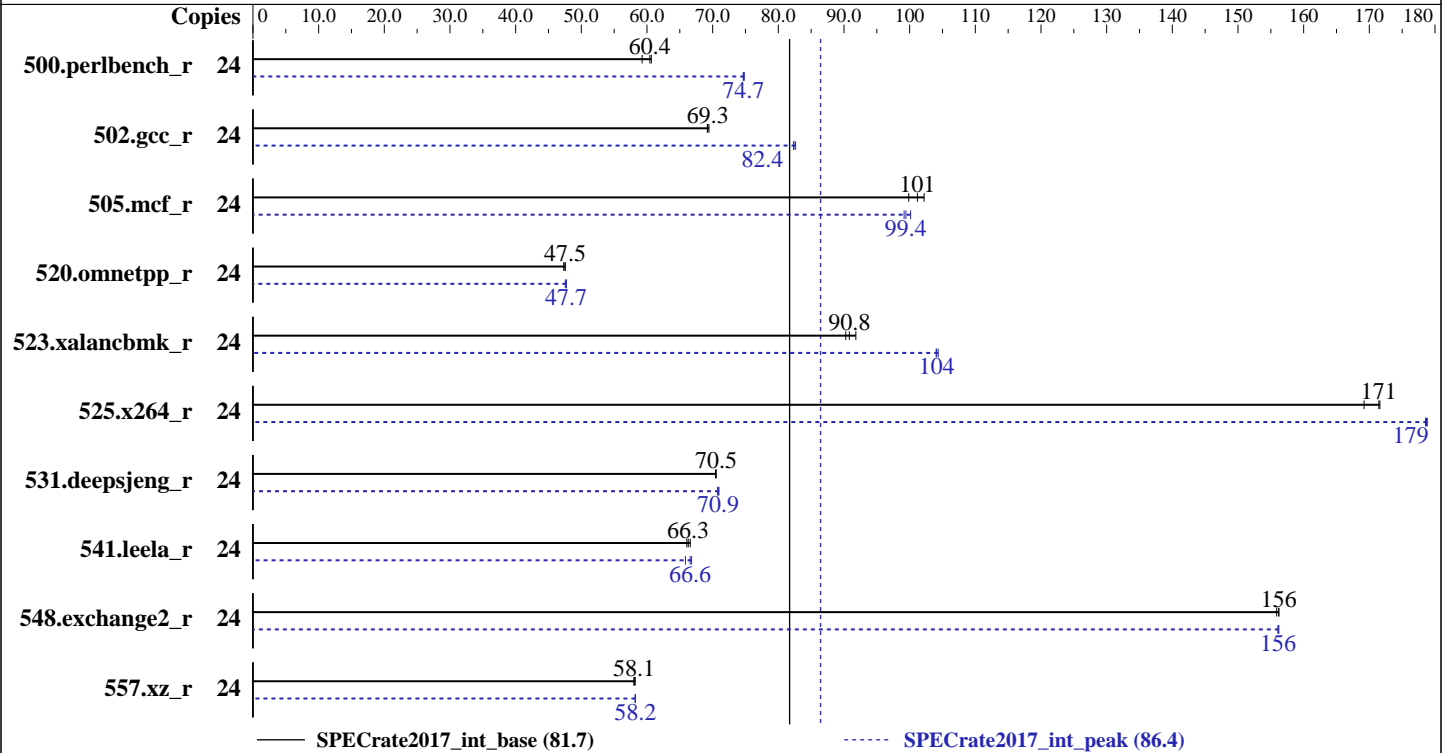 Copies 0 10.0 20.0 30.0 40.0 50.0 60.0 70.0 80.0 90.0 100 110 120 130 140 150 160 170 180
60.4
500.perlbench_r 24
74.7
69.3
502.gcc_r 24
82.4
101
505.mcf_r 24
99.4
47.5
520.omnetpp_r 24
47.7
90.8
523.xalancbmk_r 24
104
171
525.x264_r 24
179
70.5
531.deepsjeng_r 24
70.9
66.3
541.leela_r 24
66.6
156
548.exchange2_r 24
156
58.1
557.xz_r 24
58.2
SPECrate2017_int_base (81.7) SPECrate2017_int_peak (86.4)